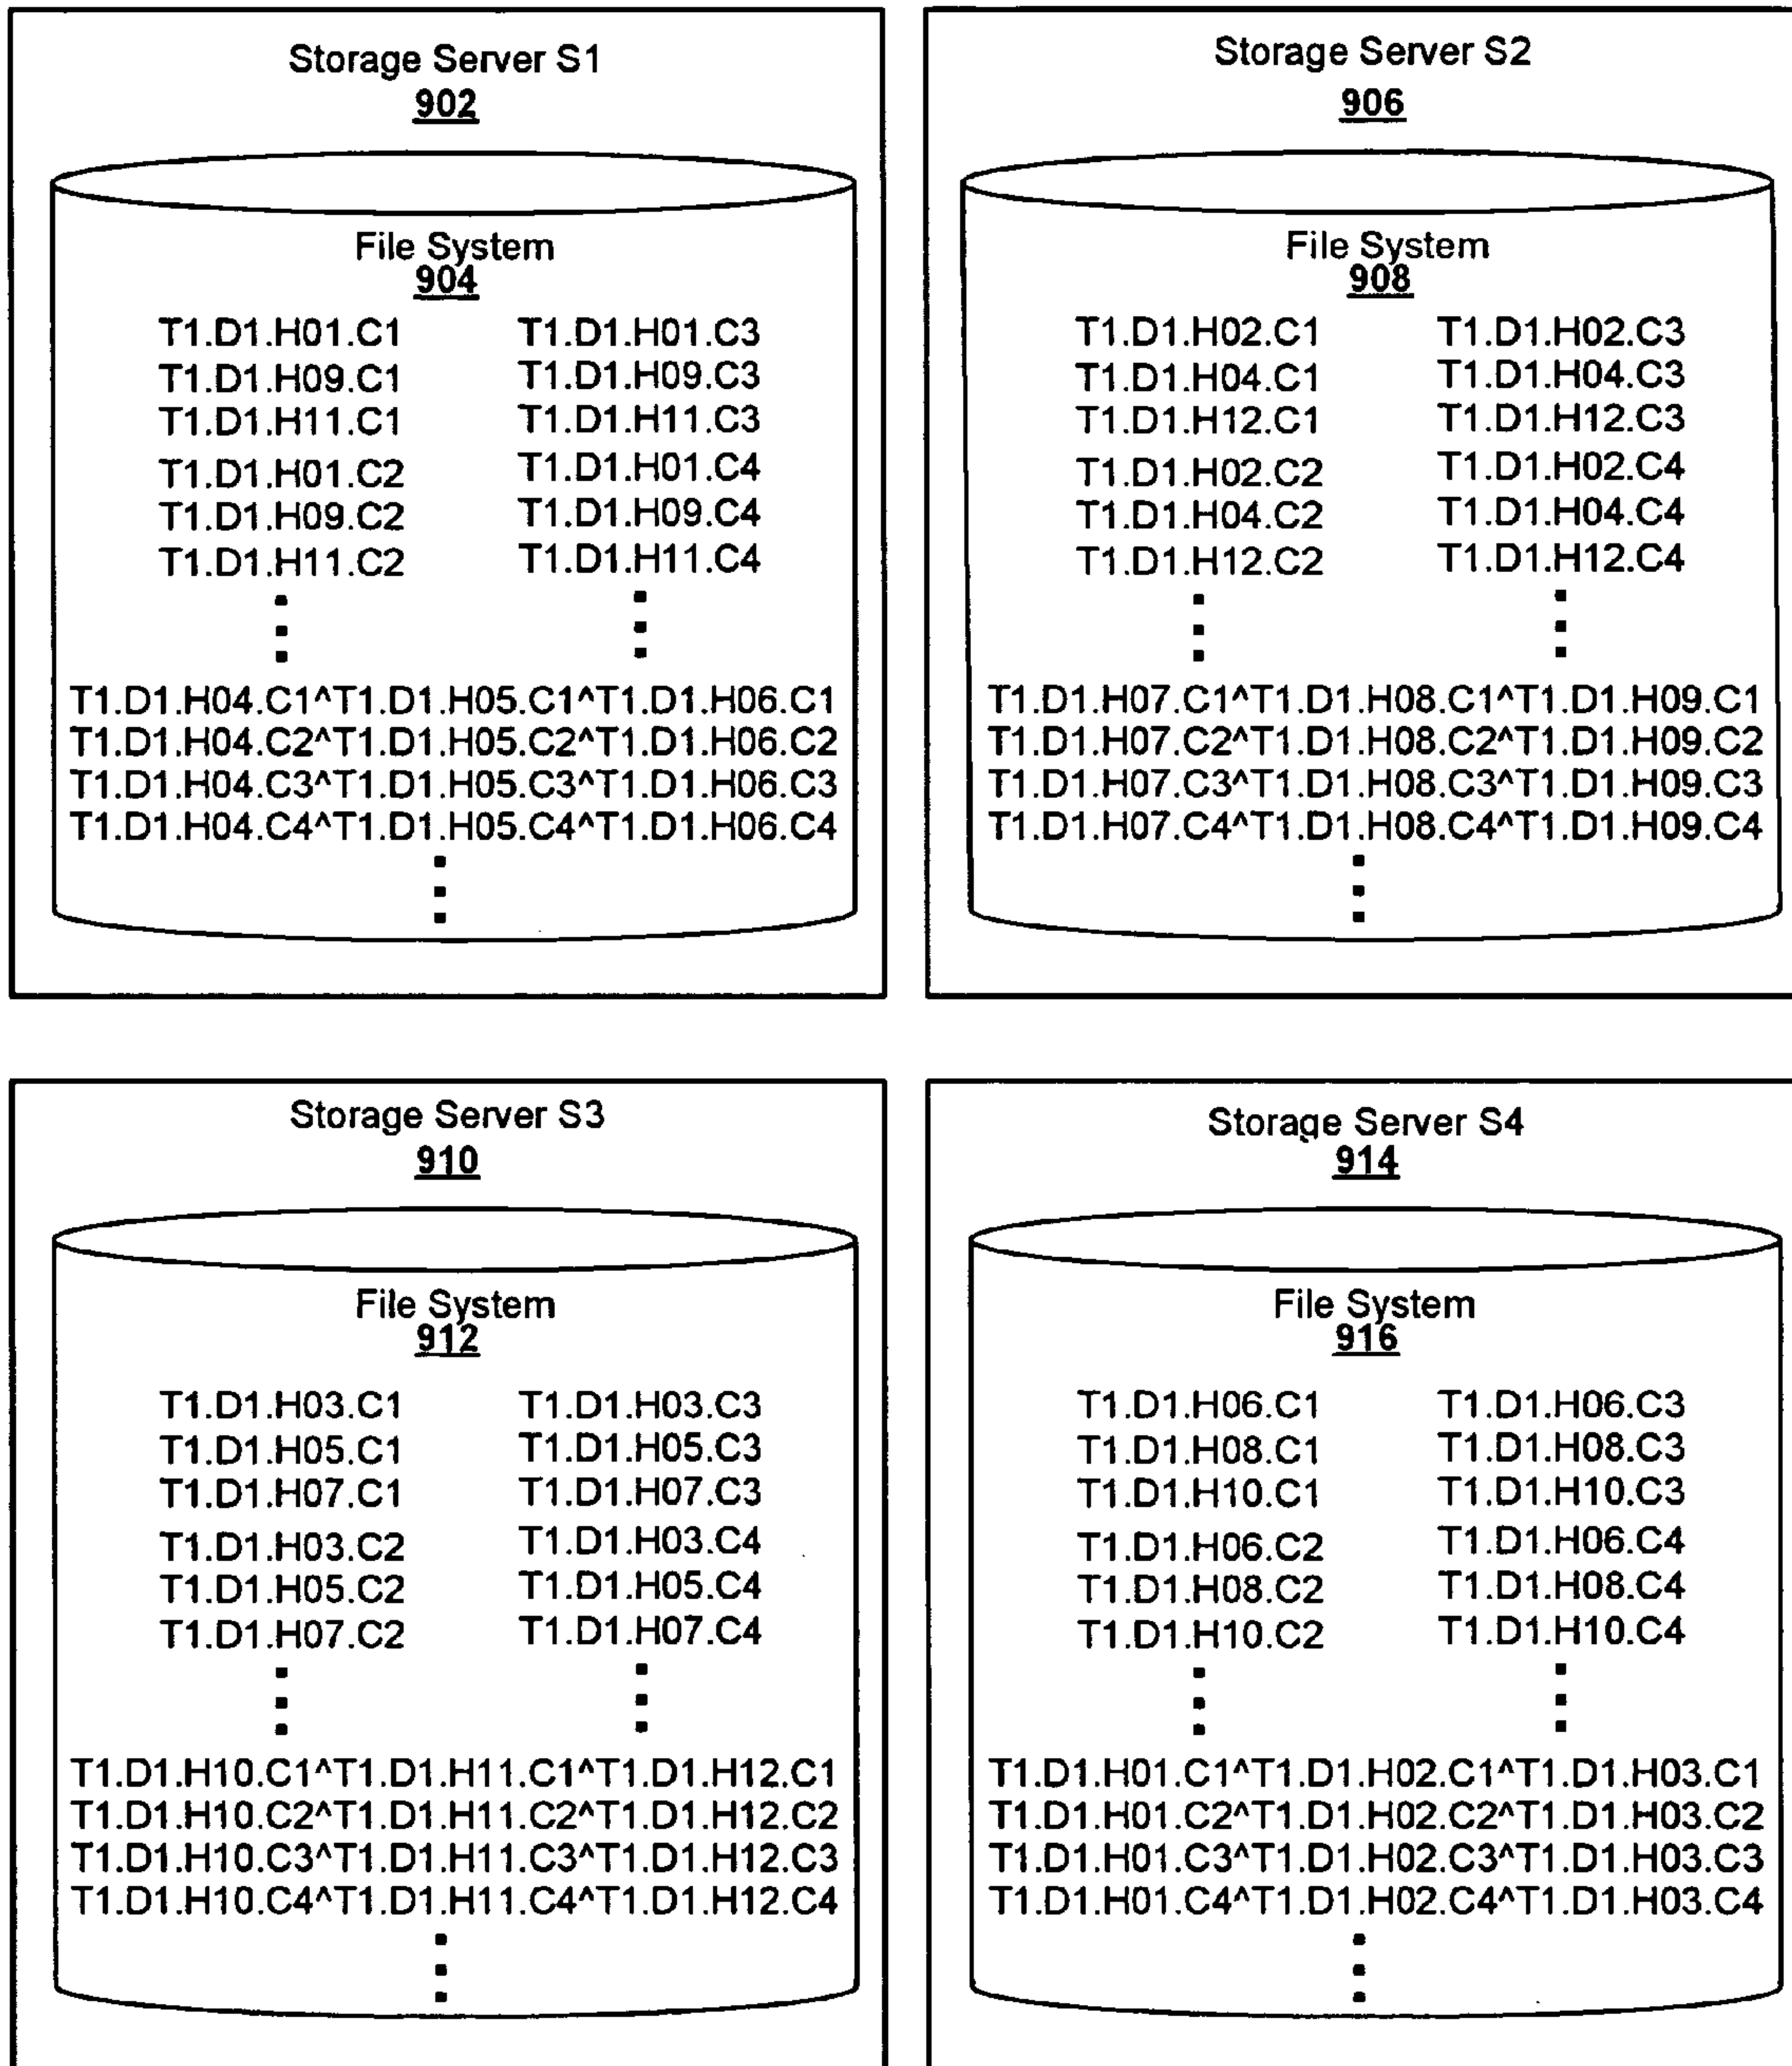 Storage Server S1
902
File System
904
T1.D1.H01.C1 T1.D1.H01.C3
T1.D1.H09.C1 T1.D1.H09.C3
T1.D1.H11.C1 T1.D1.H11.C3
T1.D1.H01.C2 T1.D1.H01.C4
T1.D1.H09.C2 T1.D1.H09.C4
T1.D1.H11.C2 T1.D1.H11.C4
T1.D1.H04.C1^T1.D1.H05.C1^T1.D1.H06.C1
T1.D1.H04.C2^T1.D1.H05.C2^T1.D1.H06.C2
T1.D1.H04.C3^T1.D1.H05.C3^T1.D1.H06.C3
T1.D1.H04.C4^T1.D1.H05.C4^T1.D1.H06.C4
Storage Server S2
906
File System
908
T1.D1.H02.C1 T1.D1.H02.C3
T1.D1.H04.C1 T1.D1.H04.C3
T1.D1.H12.C1 T1.D1.H12.C3
T1.D1.H02.C2 T1.D1.H02.C4
T1.D1.H04.C2 T1.D1.H04.C4
T1.D1.H12.C2 T1.D1.H12.C4
T1.D1.H07.C1^T1.D1.H08.C1^T1.D1.H09.C1
T1.D1.H07.C2^T1.D1.H08.C2^T1.D1.H09.C2
T1.D1.H07.C3^T1.D1.H08.C3^T1.D1.H09.C3
T1.D1.H07.C4^T1.D1.H08.C4^T1.D1.H09.C4
Storage Server S3
910
File System
912
T1.D1.H03.C1 T1.D1.H03.C3
T1.D1.H05.C1 T1.D1.H05.C3
T1.D1.H07.C1 T1.D1.H07.C3
T1.D1.H03.C2 T1.D1.H03.C4
T1.D1.H05.C2 T1.D1.H05.C4
T1.D1.H07.C2 T1.D1.H07.C4
T1.D1.H10.C1^T1.D1.H11.C1^T1.D1.H12.C1
T1.D1.H10.C2^T1.D1.H11.C2^T1.D1.H12.C2
T1.D1.H10.C3^T1.D1.H11.C3^T1.D1.H12.C3
T1.D1.H10.C4^T1.D1.H11.C4^T1.D1.H12.C4
Storage Server S4
914
File System
916
T1.D1.H06.C1 T1.D1.H06.C3
T1.D1.H08.C1 T1.D1.H08.C3
T1.D1.H10.C1 T1.D1.H10.C3
T1.D1.H06.C2 T1.D1.H06.C4
T1.D1.H08.C2 T1.D1.H08.C4
T1.D1.H10.C2 T1.D1.H10.C4
T1.D1.H01.C1^T1.D1.H02.C1^T1.D1.H03.C1
T1.D1.H01.C2^T1.D1.H02.C2^T1.D1.H03.C2
T1.D1.H01.C3^T1.D1.H02.C3^T1.D1.H03.C3
T1.D1.H01.C4^T1.D1.H02.C4^T1.D1.H03.C4